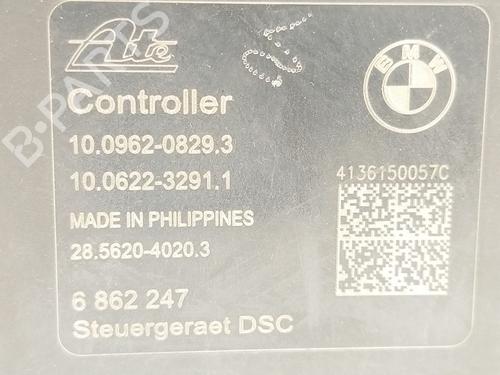 Ate
BMW
Controller
10.0962-0829.3
10.0622-3291.1
4136150057C
MADE IN PHILIPPINES
28.5620-4020.3
6 862 247
Steuergeraet DSC
B-PARTS